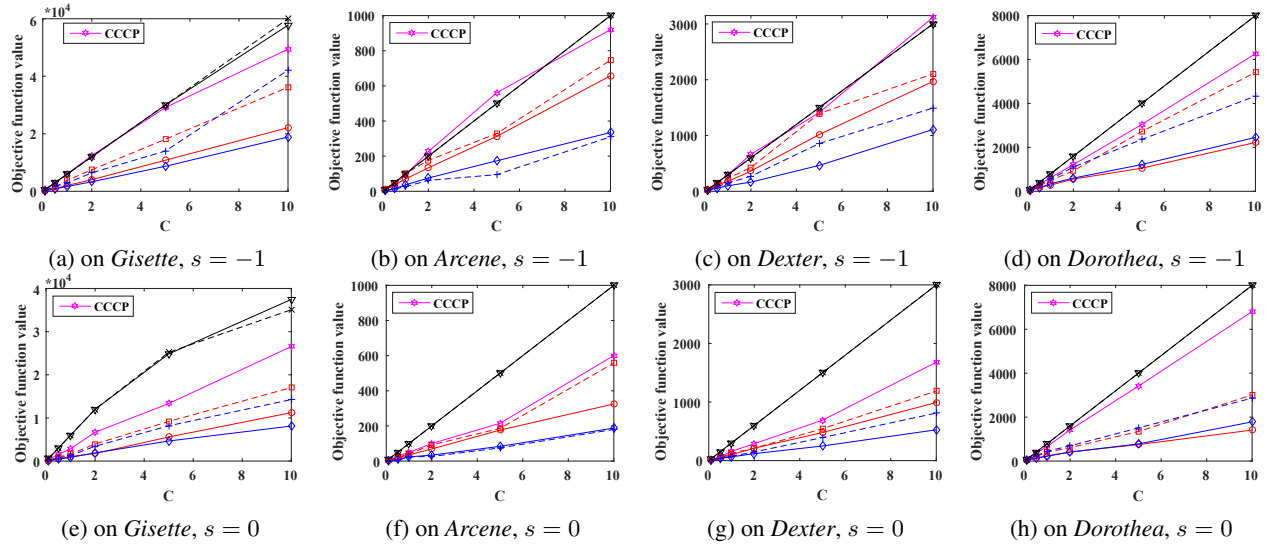 *10^4
6
4
2
0
0 2 4 6 8 10
Objective function value
C
CCCP
(a) on Gisette, s = −1
1000
800
600
400
200
0
0 2 4 6 8 10
Objective function value
C
CCCP
(b) on Arcene, s = −1
3000
2000
1000
0
0 2 4 6 8 10
Objective function value
C
CCCP
(c) on Dexter, s = −1
8000
6000
4000
2000
0
0 2 4 6 8 10
Objective function value
C
CCCP
(d) on Dorothea, s = −1
*10^4
4
3
2
1
0
0 2 4 6 8 10
Objective function value
C
CCCP
(e) on Gisette, s = 0
1000
800
600
400
200
0
0 2 4 6 8 10
Objective function value
C
CCCP
(f) on Arcene, s = 0
3000
2000
1000
0
0 2 4 6 8 10
Objective function value
C
CCCP
(g) on Dexter, s = 0
8000
6000
4000
2000
0
0 2 4 6 8 10
Objective function value
C
CCCP
(h) on Dorothea, s = 0